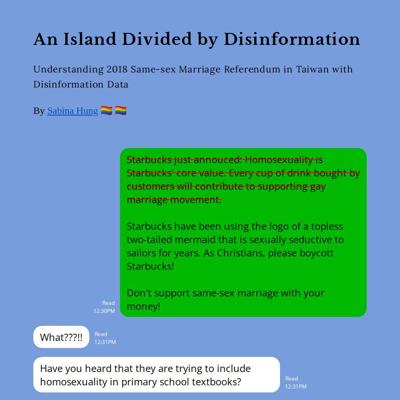 An Island Divided by Disinformation
Understanding 2018 Same-sex Marriage Referendum in Taiwan with
Disinformation Data
By Sabina Hung 🏳️‍🌈 🏳️‍🌈
Starbucks just annouced: Homosexuality is
Starbucks' core value. Every cup of drink bought by
customers will contribute to supporting gay
marriage movement.
Starbucks have been using the logo of a topless
two-tailed mermaid that is sexually seductive to
sailors for years. As Christians, please boycott
Starbucks!
Don't support same-sex marriage with your
money!
Read
12:30PM
What???!!
Read
12:31PM
Have you heard that they are trying to include
homosexuality in primary school textbooks?
Read
12:31PM